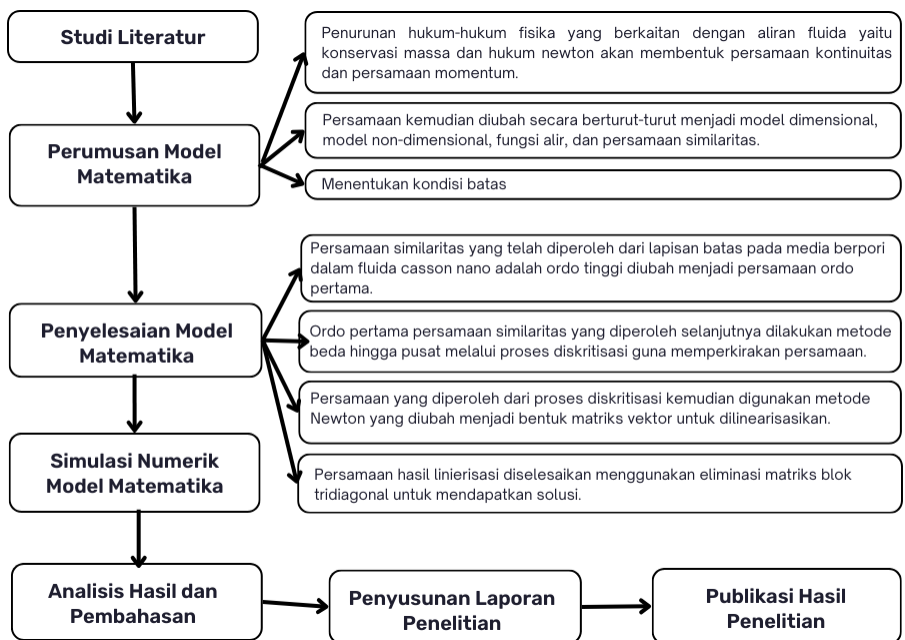 Studi Literatur
Penurunan hukum-hukum fisika yang berkaitan dengan aliran fluida yaitu
konservasi massa dan hukum newton akan membentuk persamaan kontinuitas
dan persamaan momentum.
Perumusan Model
Matematika
Persamaan kemudian diubah secara berturut-turut menjadi model dimensional,
model non-dimensional, fungsi alir, dan persamaan similaritas.
Menentukan kondisi batas
Persamaan similaritas yang telah diperoleh dari lapisan batas pada media berpori
dalam fluida casson nano adalah ordo tinggi diubah menjadi persamaan ordo
pertama.
Penyelesaian Model
Matematika
Ordo pertama persamaan similaritas yang diperoleh selanjutnya dilakukan metode
beda hingga pusat melalui proses diskritisasi guna memperkirakan persamaan.
Persamaan yang diperoleh dari proses diskritisasi kemudian digunakan metode
Newton yang diubah menjadi bentuk matriks vektor untuk dilinearisasikan.
Simulasi Numerik
Model Matematika
Persamaan hasil linierisasi diselesaikan menggunakan eliminasi matriks blok
tridiagonal untuk mendapatkan solusi.
Analisis Hasil dan
Pembahasan
Penyusunan Laporan
Penelitian
Publikasi Hasil
Penelitian